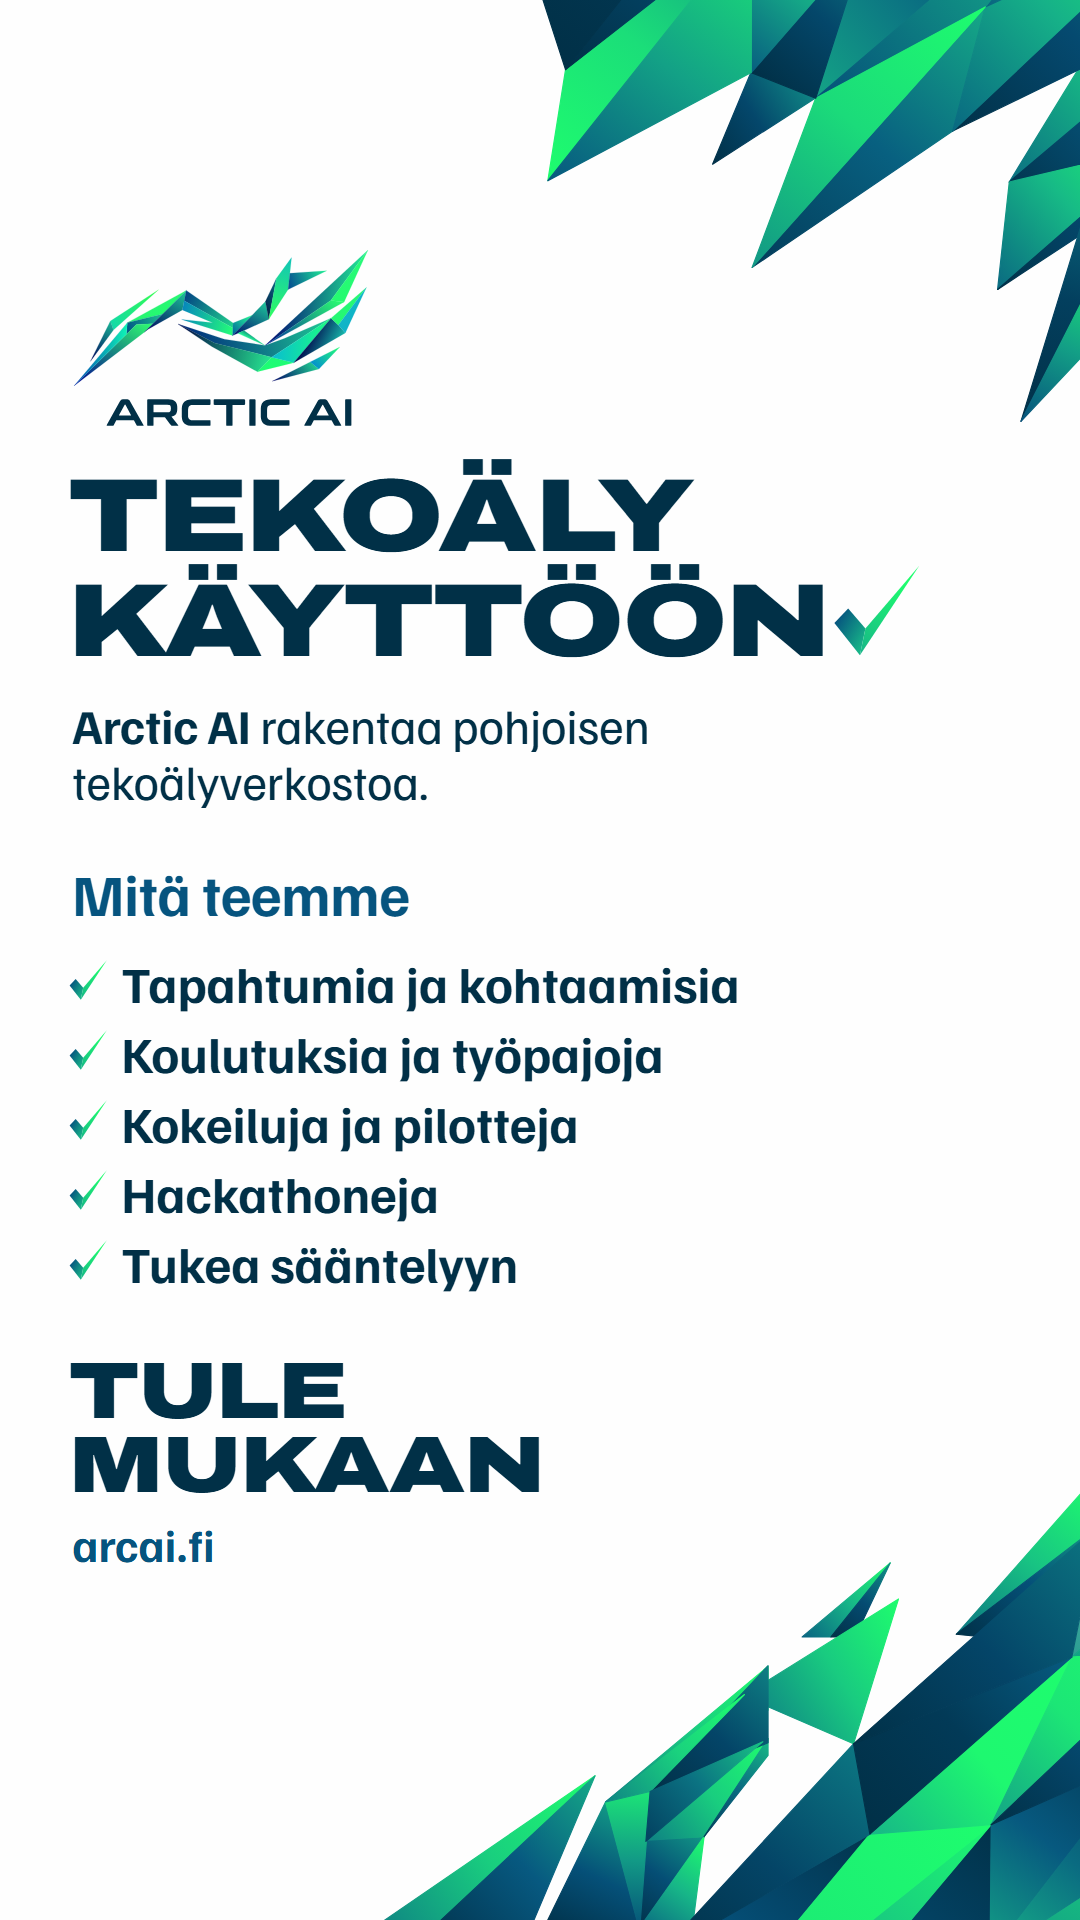 ARCTIC AI
TEKOÄLY
KÄYTTÖÖN
Arctic AI rakentaa pohjoisen
tekoälyverkostoa.
Mitä teemme
Tapahtumia ja kohtaamisia
Koulutuksia ja työpajoja
Kokeiluja ja pilotteja
Hackathoneja
Tukea sääntelyyn
TULE
MUKAAN
arcai.fi